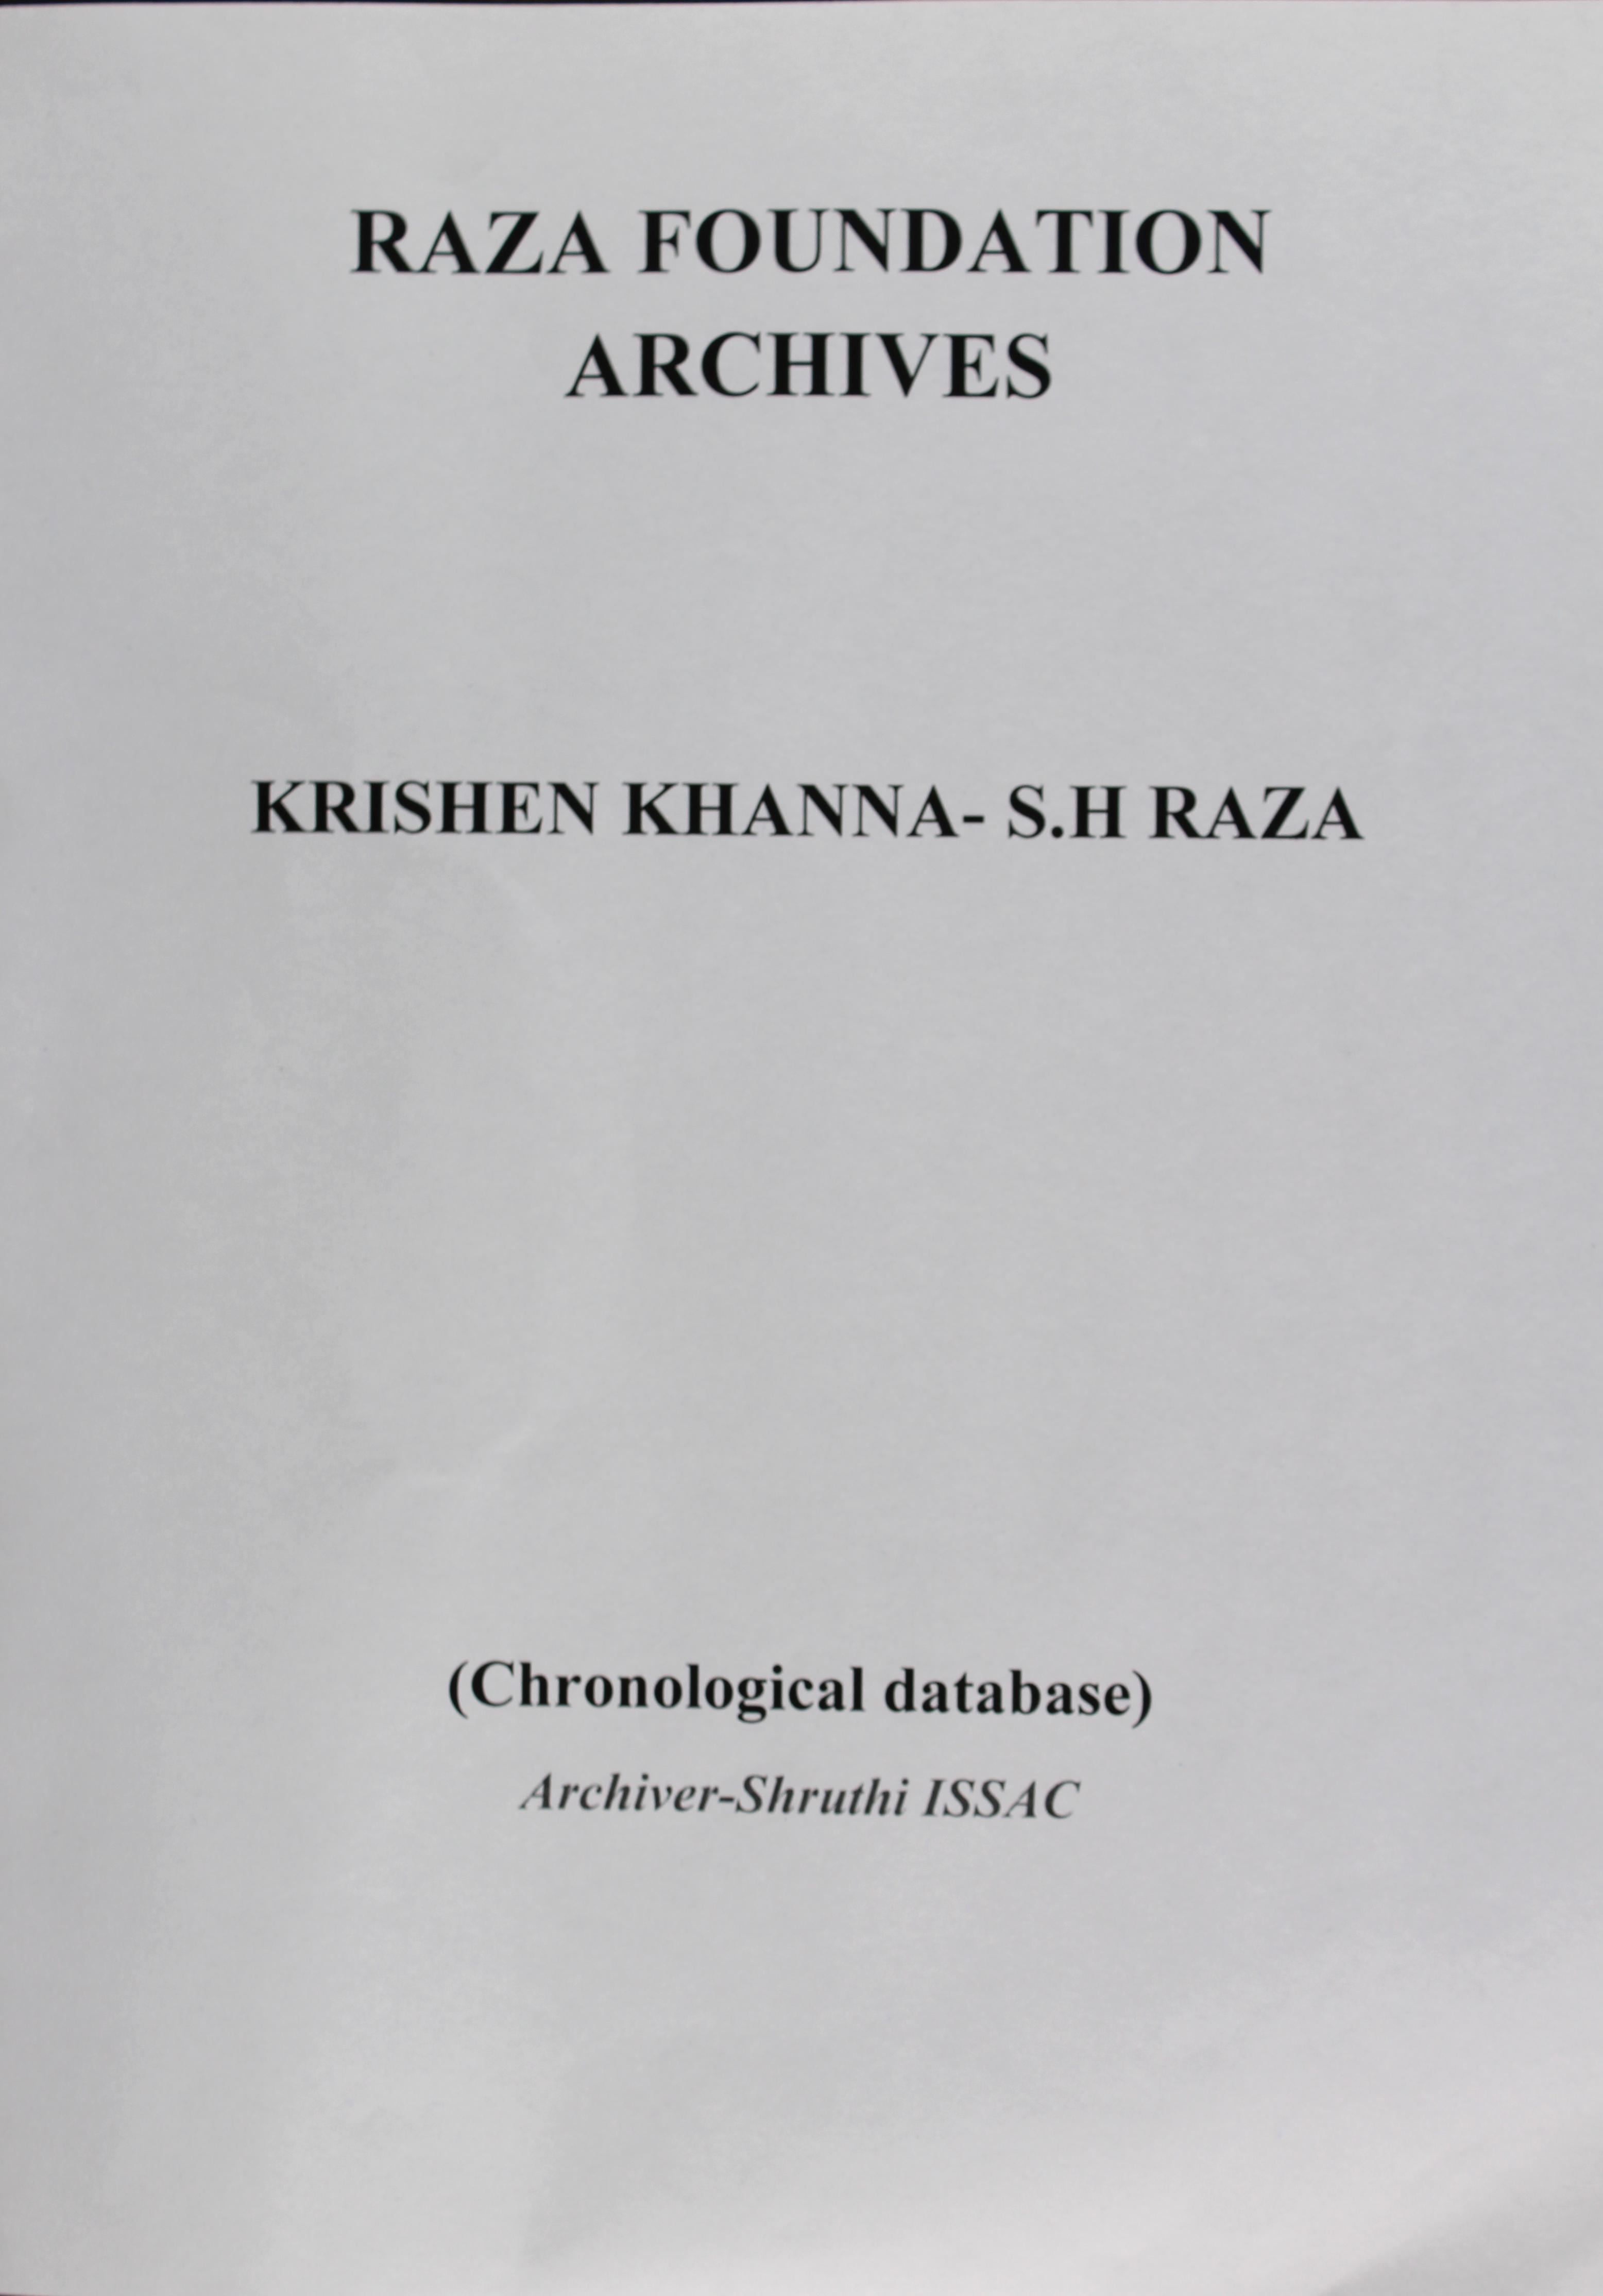 RAZA FOUNDATION
ARCHIVES
KRISHEN KHANNA- S.H RAZA
(Chronological database)
Archiver-Shruthi ISSAC